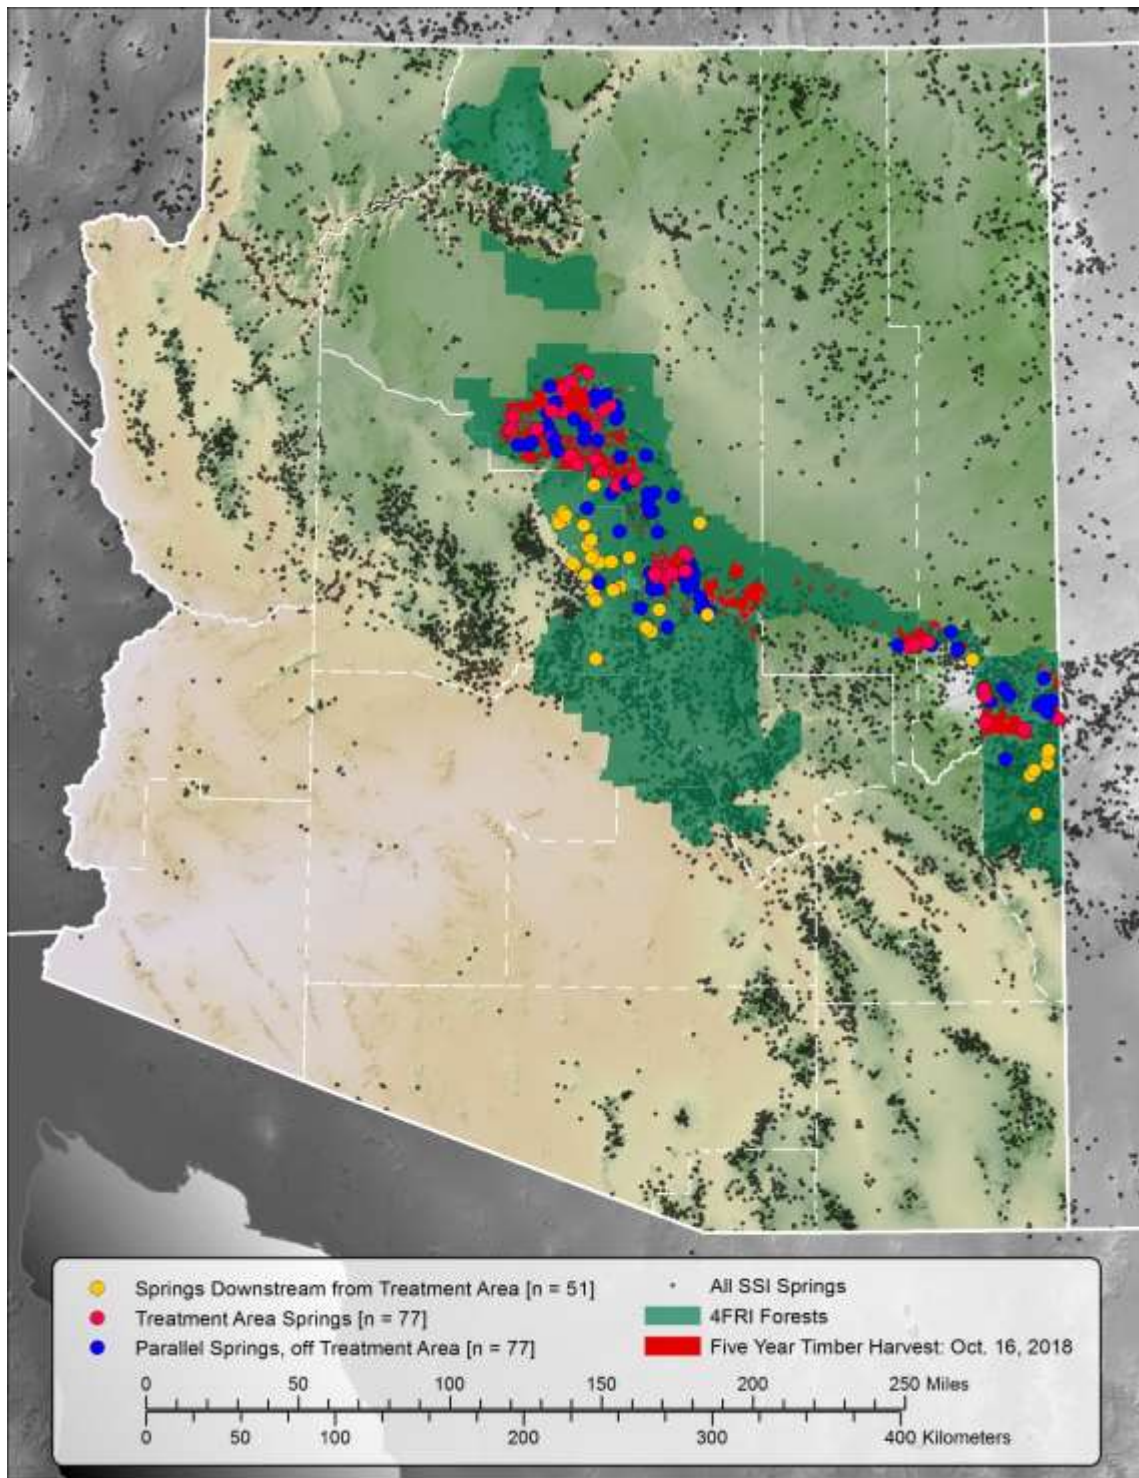 Springs Downstream from Treatment Area [n = 51]
Treatment Area Springs [n = 77]
Parallel Springs, off Treatment Area [n = 77]
All SSI Springs
4FRI Forests
Five Year Timber Harvest: Oct. 16, 2018
0 50 100 150 200 250 Miles
0 50 100 200 300 400 Kilometers